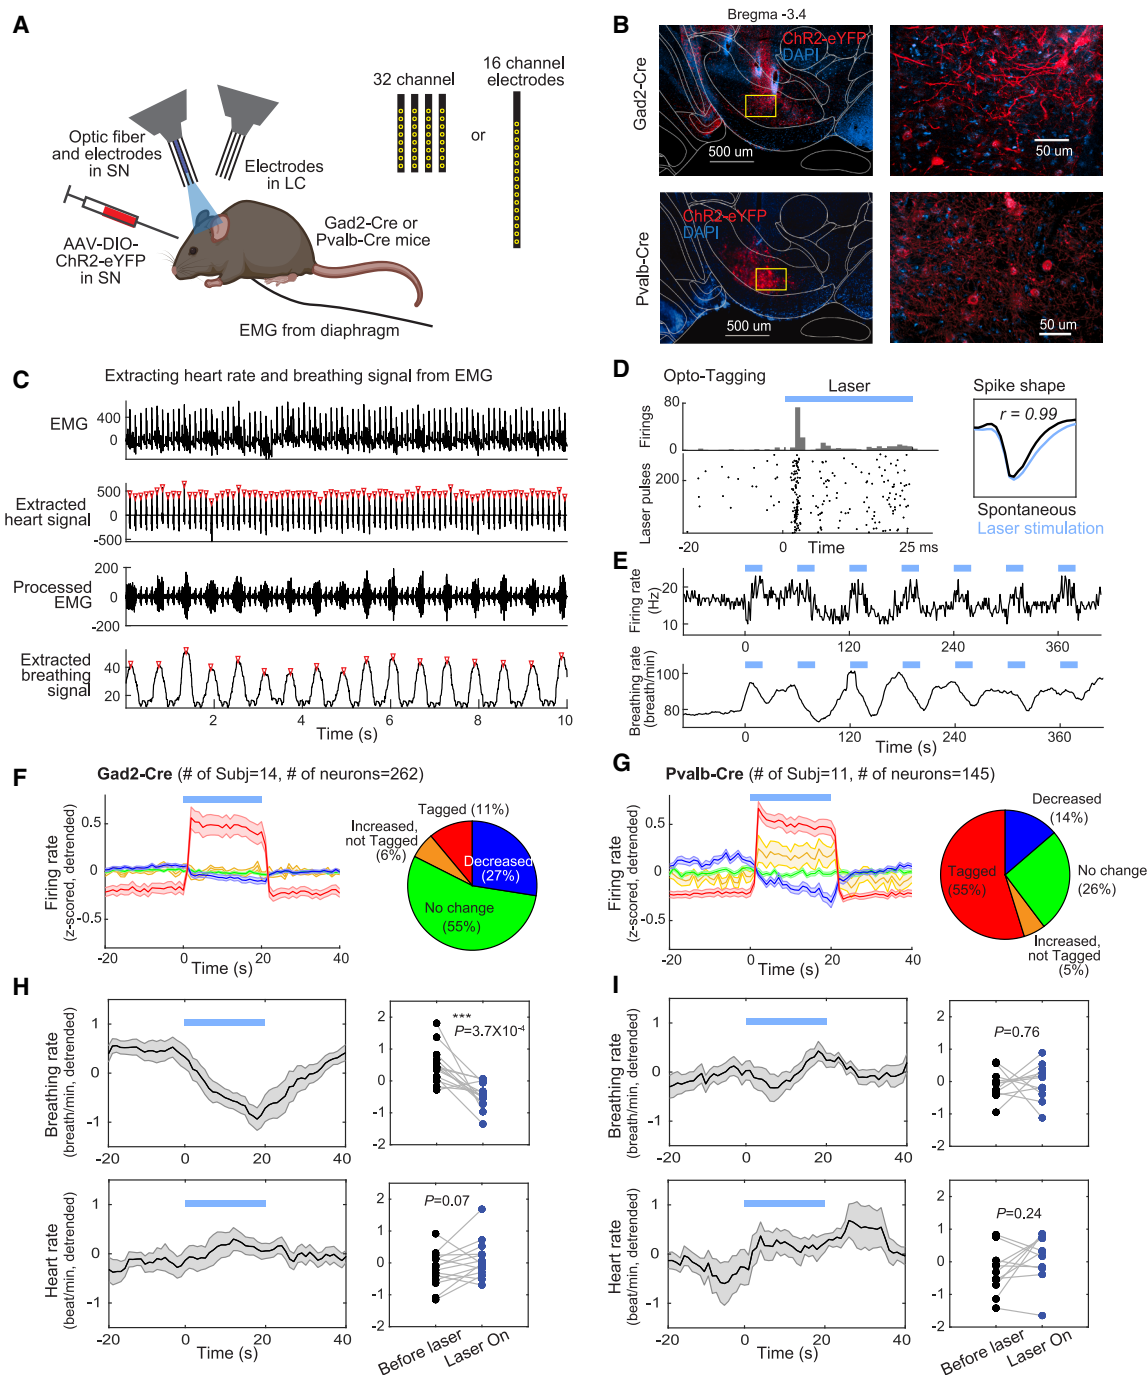 A
32 channel
16 channel
electrodes
or
Optic fiber
and electrodes
in SN
Electrodes
in LC
AAV-DIO-
ChR2-eYFP
in SN
Gad2-Cre or
Pvalb-Cre mice
EMG from diaphragm
B
Bregma -3.4
Gad2-Cre
ChR2-eYFP
DAPI
500 um
50 um
Pvalb-Cre
ChR2-eYFP
DAPI
500 um
50 um
C
Extracting heart rate and breathing signal from EMG
EMG
400
0
Extracted
heart signal
500
0
-500
Processed
EMG
200
0
-200
Extracted
breathing
signal
40
20
2
4
6
8
10
Time (s)
D
Opto-Tagging
Laser
Firings
80
0
Laser pulses
200
-20
0
Time
25 ms
Spike shape
r = 0.99
Spontaneous
Laser stimulation
E
Firing rate
(Hz)
20
10
0
120
240
360
Breathing rate
(breath/min)
100
80
0
120
240
360
Time (s)
F
Gad2-Cre (# of Subj=14, # of neurons=262)
Firing rate
(z-scored, detrended)
0.5
0
-0.5
-20
0
20
40
Time (s)
Tagged (11%)
Increased,
not Tagged
(6%)
Decreased
(27%)
No change
(55%)
G
Pvalb-Cre (# of Subj=11, # of neurons=145)
Firing rate
(z-scored, detrended)
0.5
0
-0.5
-20
0
20
40
Time (s)
Decreased
(14%)
Tagged
(55%)
No change
(26%)
Increased,
not Tagged
(5%)
H
Breathing rate
(breath/min, detrended)
1
0
-1
-20
0
20
40
2
1
0
-1
-2
***
P=3.7X10-4
Heart rate
(beat/min, detrended)
1
0
-1
-20
0
20
40
Time (s)
2
1
0
-1
-2
P=0.07
Before laser
Laser On
I
Breathing rate
(breath/min, detrended)
1
0
-1
-20
0
20
40
2
1
0
-1
-2
P=0.76
Heart rate
(beat/min, detrended)
1
0
-1
-20
0
20
40
Time (s)
2
1
0
-1
-2
P=0.24
Before laser
Laser On